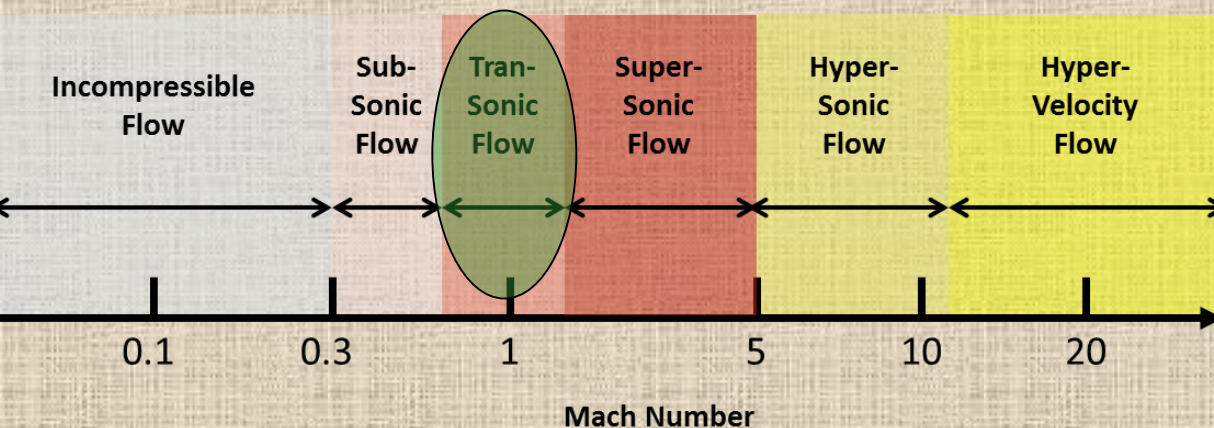 Incompressible
Flow
Sub-
Sonic
Flow
Tran-
Sonic
Flow
Super-
Sonic
Flow
Hyper-
Sonic
Flow
Hyper-
Velocity
Flow
0.1
0.3
1
5
10
20
Mach Number